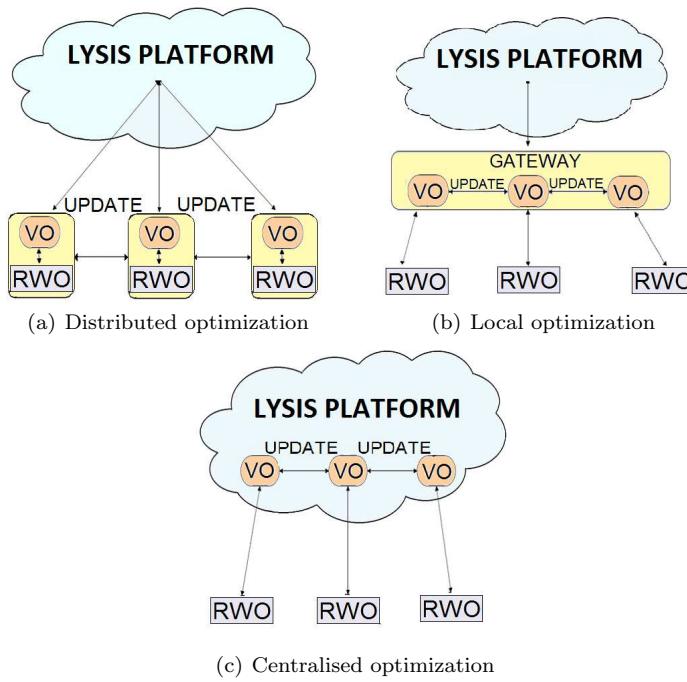 LYSIS PLATFORM
UPDATE UPDATE
VO VO VO
RWO RWO RWO
(a) Distributed optimization
LYSIS PLATFORM
GATEWAY
VO UPDATE VO UPDATE VO
RWO RWO RWO
(b) Local optimization
LYSIS PLATFORM
UPDATE UPDATE
VO VO VO
RWO RWO RWO
(c) Centralised optimization